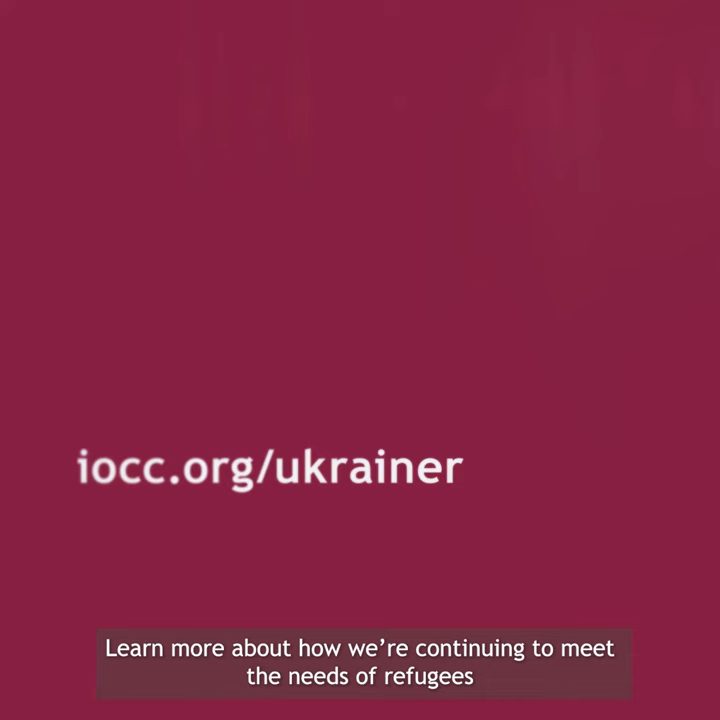 iocc.org/ukrainer
Learn more about how we’re continuing to meet
the needs of refugees